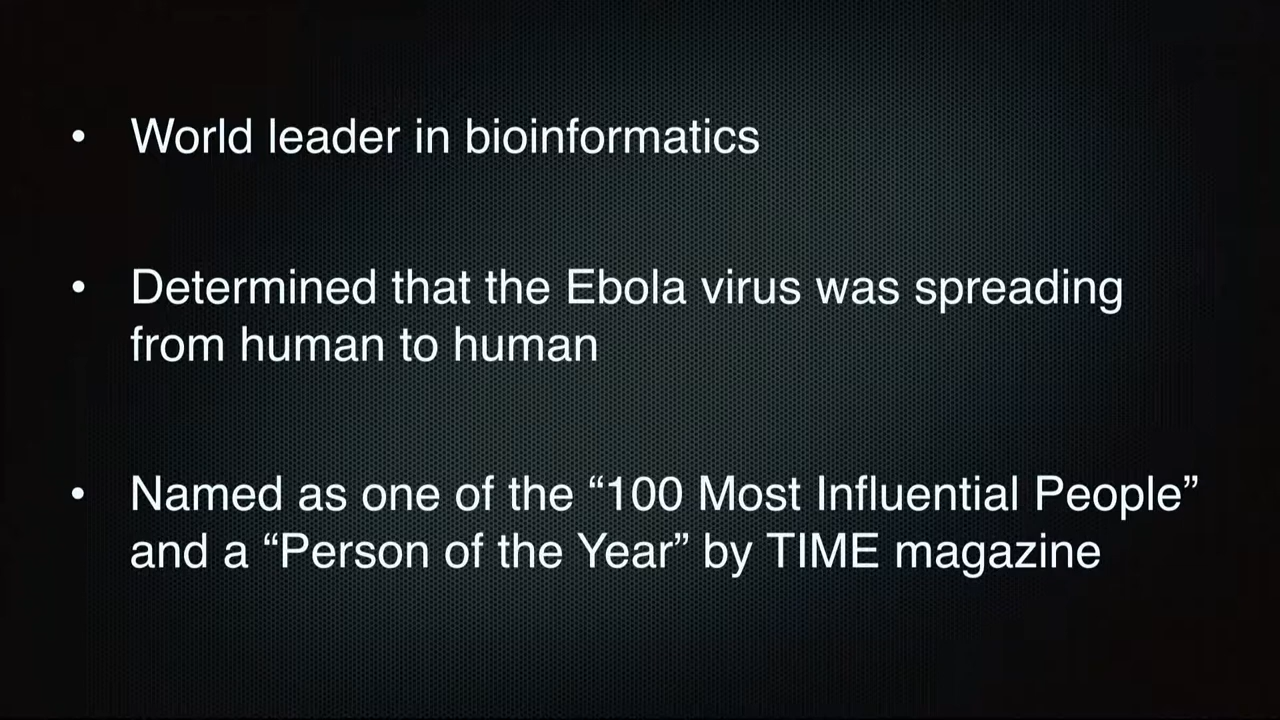 • World leader in bioinformatics
• Determined that the Ebola virus was spreading
from human to human
• Named as one of the “100 Most Influential People”
and a “Person of the Year” by TIME magazine